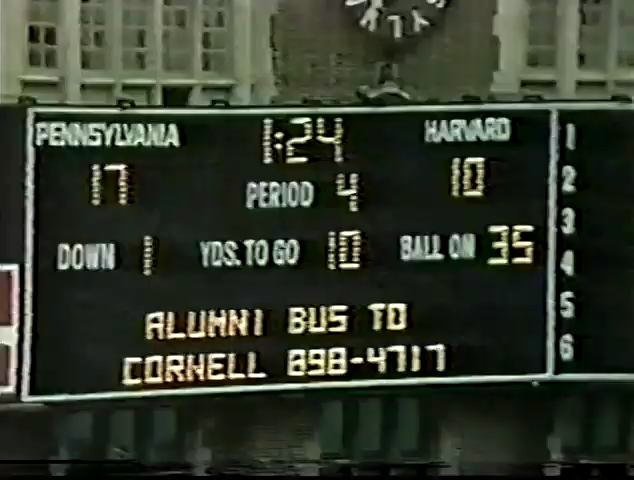 PENNSYLVANIA 1:24 HARVARD
17 PERIOD 4 10
DOWN 1 YDS. TO GO 10 BALL ON 35
ALUMNI BUS TO
CORNELL 898-4717
1
2
3
4
5
6